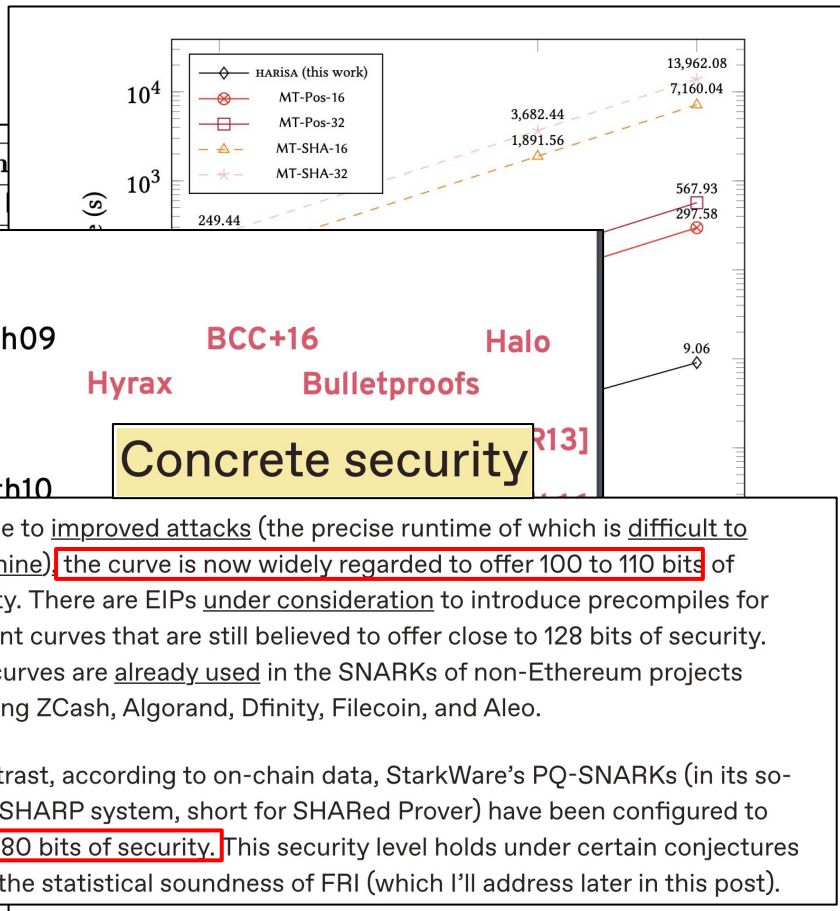 HARiSA (this work)
MT-Pos-16
MT-Pos-32
MT-SHA-16
MT-SHA-32
10⁴
10³
(s)
13,962.08
7,160.04
3,682.44
1,891.56
567.93
297.58
249.44
9.06
h09
BCC+16
Halo
Hyrax
Bulletproofs
R13]
Concrete security
h10
e to improved attacks (the precise runtime of which is difficult to
nine), the curve is now widely regarded to offer 100 to 110 bits of
ty. There are EIPs under consideration to introduce precompiles for
nt curves that are still believed to offer close to 128 bits of security.
curves are already used in the SNARKs of non-Ethereum projects
ng ZCash, Algorand, Dfinity, Filecoin, and Aleo.
trast, according to on-chain data, StarkWare's PQ-SNARKs (in its so-
SHARP system, short for SHARed Prover) have been configured to
80 bits of security. This security level holds under certain conjectures
the statistical soundness of FRI (which I'll address later in this post).